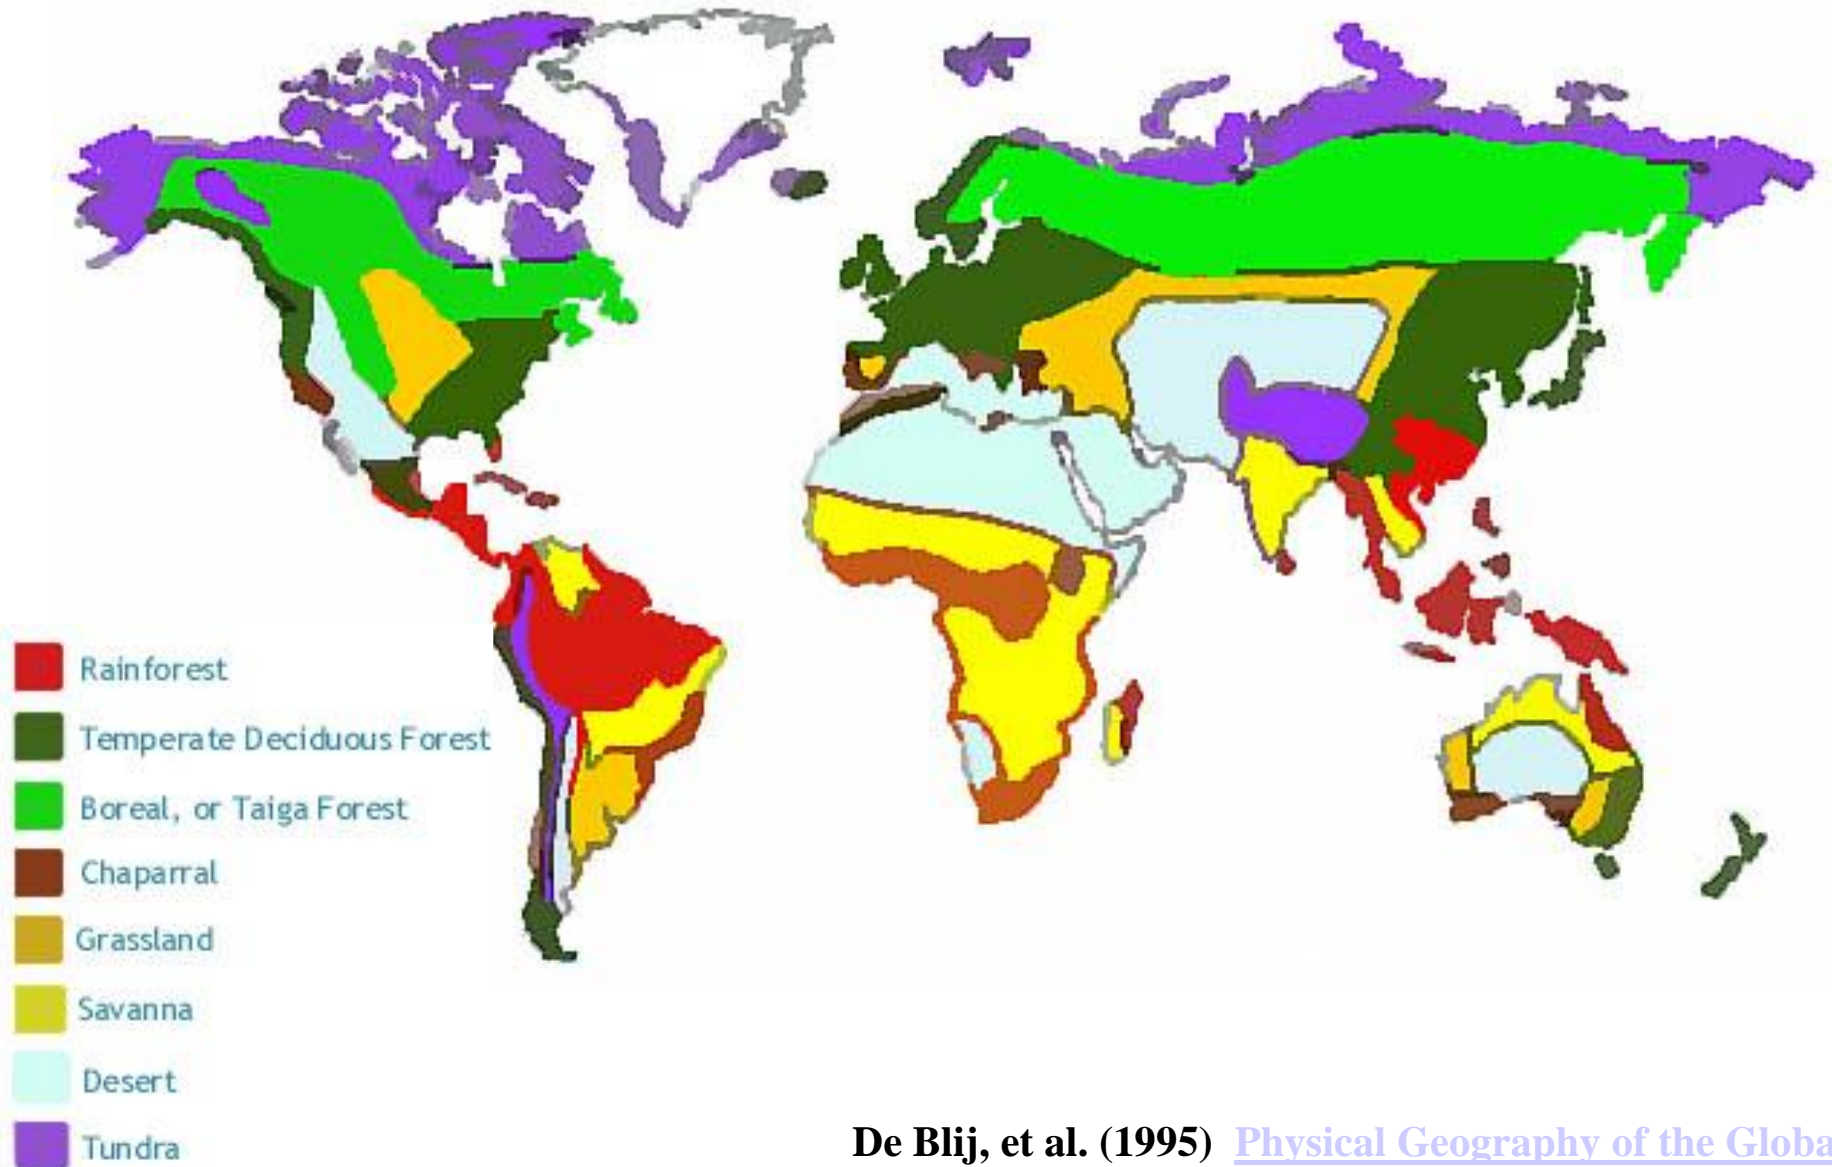 Rainforest
Temperate Deciduous Forest
Boreal, or Taiga Forest
Chaparral
Grassland
Savanna
Desert
Tundra
De Blij, et al. (1995) Physical Geography of the Globa